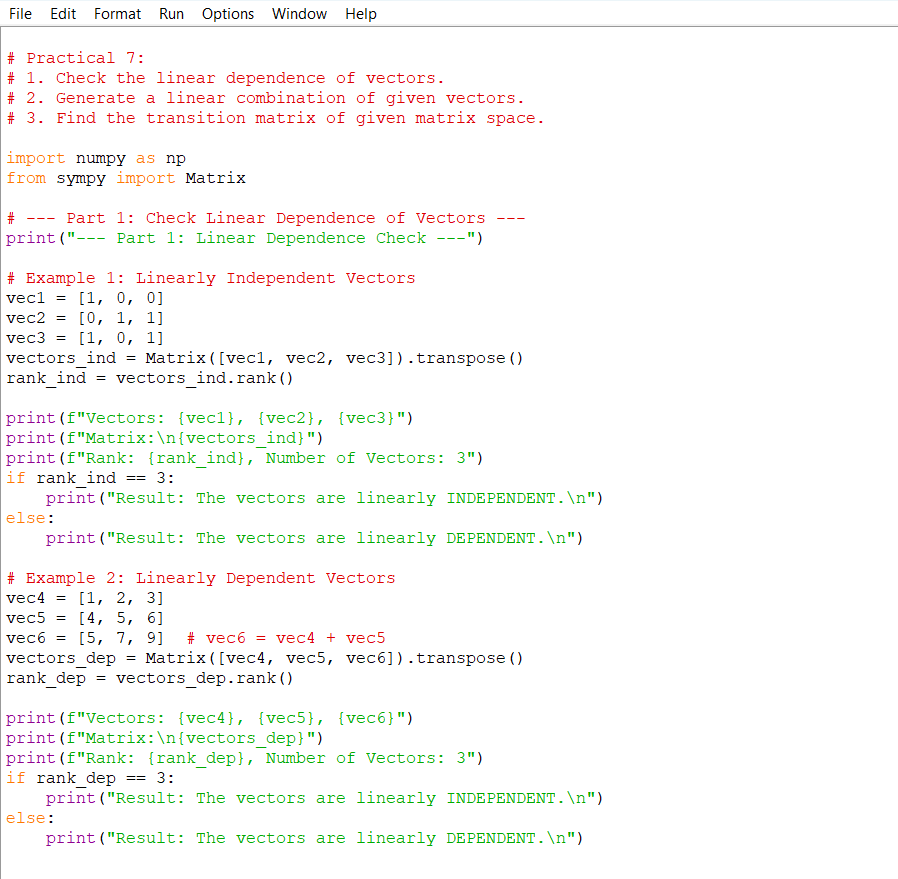 File Edit Format Run Options Window Help
# Practical 7:
# 1. Check the linear dependence of vectors.
# 2. Generate a linear combination of given vectors.
# 3. Find the transition matrix of given matrix space.
import numpy as np
from sympy import Matrix
# --- Part 1: Check Linear Dependence of Vectors ---
print("--- Part 1: Linear Dependence Check ---")
# Example 1: Linearly Independent Vectors
vec1 = [1, 0, 0]
vec2 = [0, 1, 1]
vec3 = [1, 0, 1]
vectors_ind = Matrix([vec1, vec2, vec3]).transpose()
rank_ind = vectors_ind.rank()
print(f"Vectors: {vec1}, {vec2}, {vec3}")
print(f"Matrix:\n{vectors_ind}")
print(f"Rank: {rank_ind}, Number of Vectors: 3")
if rank_ind == 3:
    print("Result: The vectors are linearly INDEPENDENT.\n")
else:
    print("Result: The vectors are linearly DEPENDENT.\n")
# Example 2: Linearly Dependent Vectors
vec4 = [1, 2, 3]
vec5 = [4, 5, 6]
vec6 = [5, 7, 9]  # vec6 = vec4 + vec5
vectors_dep = Matrix([vec4, vec5, vec6]).transpose()
rank_dep = vectors_dep.rank()
print(f"Vectors: {vec4}, {vec5}, {vec6}")
print(f"Matrix:\n{vectors_dep}")
print(f"Rank: {rank_dep}, Number of Vectors: 3")
if rank_dep == 3:
    print("Result: The vectors are linearly INDEPENDENT.\n")
else:
    print("Result: The vectors are linearly DEPENDENT.\n")